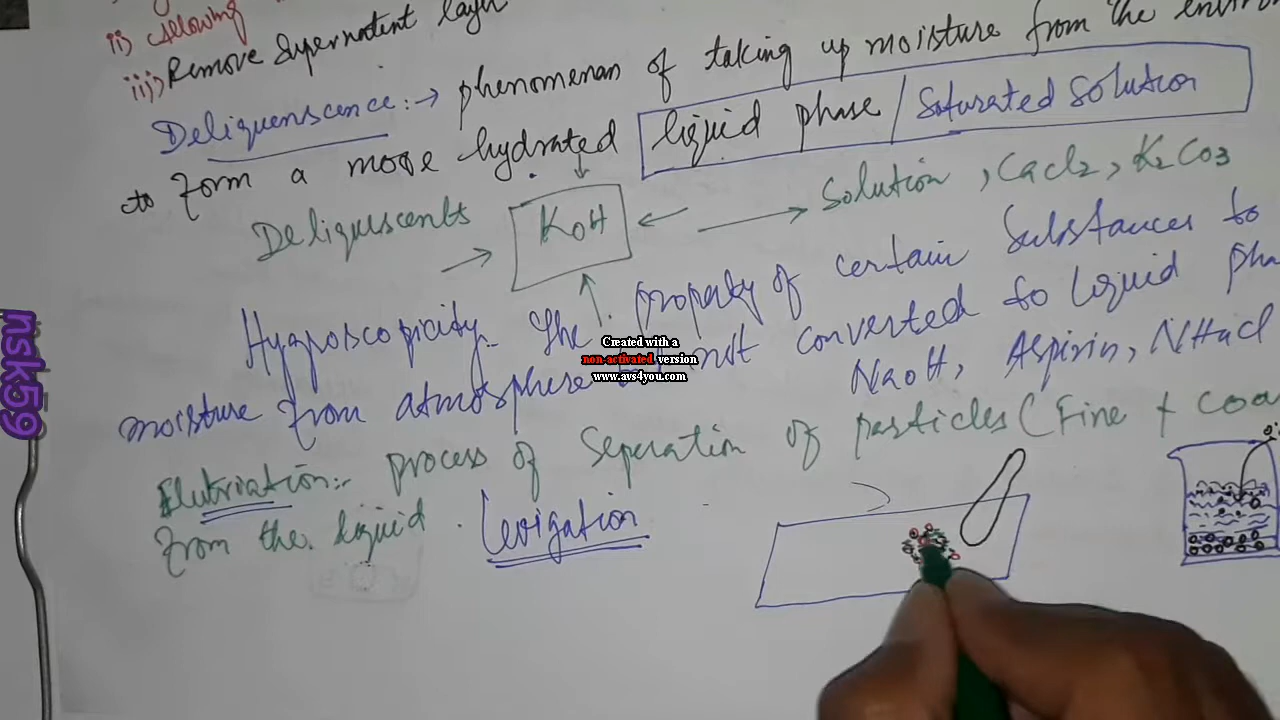 ii) Allowing
iii) Remove Supernatent layer
Deliquenscence :→ phenomenan of taking up moisture from the environ
to form a more hydrated liquid phase / Saturated Solution
Deliquescents → KOH ← → Solution, CaCl2, K2CO3
Hygroscopicity - The property of certain Substances to
moisture from atmosphere but not converted to liquid pha
NaOH, Aspirin, NH4Cl
Elutriation :- process of Seperation of particles (Fine + coa
from the liquid. Levigation
nsk59
Created with a
non-activated version
www.avs4you.com